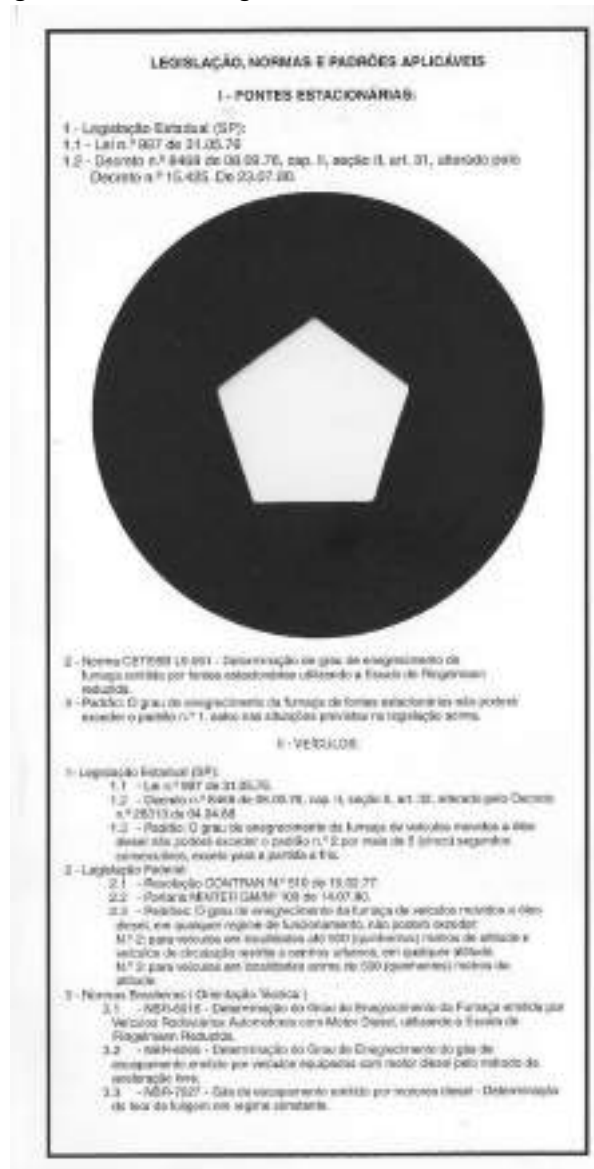 LEGISLAÇÃO, NORMAS E PADRÕES APLICÁVEIS
I - FONTES ESTACIONÁRIAS:
1 - Legislação Estadual (SP):
1.1 - Lei n.º 997 de 31.05.76
1.2 - Decreto n.º 8468 de 08.09.76, cap. II, seção II, art. 31, alterado pelo
Decreto n.º 15.425. De 23.07.80.
2 - Norma CETESB - Determinação de grau de enegrecimento da
fumaça emitida por fontes estacionárias utilizando a Escala de Ringelmann
reduzida.
3 - Padrão: O grau de enegrecimento da fumaça de fontes estacionárias não poderá
exceder o padrão n.º 1, salvo nas situações previstas na legislação acima.
II - VEÍCULOS:
1- Legislação Estadual (SP):
1.1 - Lei n.º 997 de 31.05.76.
1.2 - Decreto n.º 8468 de 08.09.76, cap. II, seção II, art. 32, alterado pelo Decreto
n.º 28313 de 04.04.88
1.3 - Padrão: O grau de enegrecimento da fumaça de veículos movidos a óleo
diesel não poderá exceder o padrão n.º 2 por mais de 5 (cinco) segundos
consecutivos, exceto para a partida a frio.
2 - Legislação Federal:
2.1 - Resolução CONTRAN N.º 510 de 15.02.77.
2.2 - Portaria MINTER GM/Nº 100 de 14.07.80.
2.3 - Padrões: O grau de enegrecimento da fumaça de veículos movidos a óleo
diesel, em qualquer regime de funcionamento, não poderá exceder:
N.º 2: para veículos em localidades até 500 (quinhentos) metros de altitude e
veículos de circulação restrita a centros urbanos, em qualquer altitude.
para veículos em localidades acima de 500 (quinhentos) metros de
altitude.
3 - Normas Brasileiras ( Orientação Técnica )
3.1 - Determinação do Grau de Enegrecimento da Fumaça emitida por
Veículos Rodoviários Automotores com Motor Diesel, utilizando a Escala de
Ringelmann Reduzida.
3.2 - Determinação do Grau de Enegrecimento do gás de
escapamento emitido por veículos equipados com motor diesel pelo método da
aceleração livre.
3.3 - NBR-7027 - Gás de escapamento emitido por motores diesel - Determinação
do teor de fuligem em regime constante.